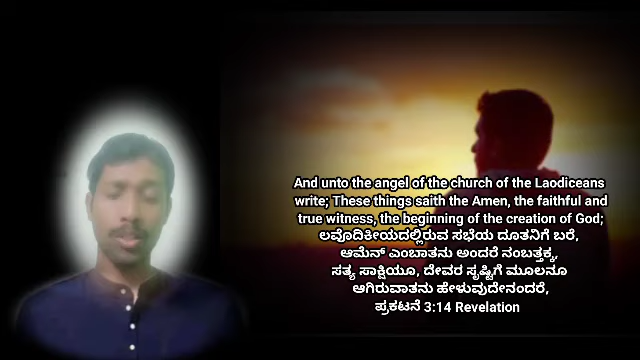 And unto the angel of the church of the Laodiceans
write; These things saith the Amen, the faithful and
true witness, the beginning of the creation of God;
ಲವೊದಿಕೀಯದಲ್ಲಿರುವ ಸಭೆಯ ದೂತನಿಗೆ ಬರೆ,
ಆಮೆನ್ ಎಂಬಾತನು ಅಂದರೆ ನಂಬತ್ತಕ್ಕ,
ಸತ್ಯ ಸಾಕ್ಷಿಯೂ, ದೇವರ ಸೃಷ್ಟಿಗೆ ಮೂಲನೂ
ಆಗಿರುವಾತನು ಹೇಳುವುದೇನಂದರೆ,
ಪ್ರಕಟನೆ 3:14 Revelation